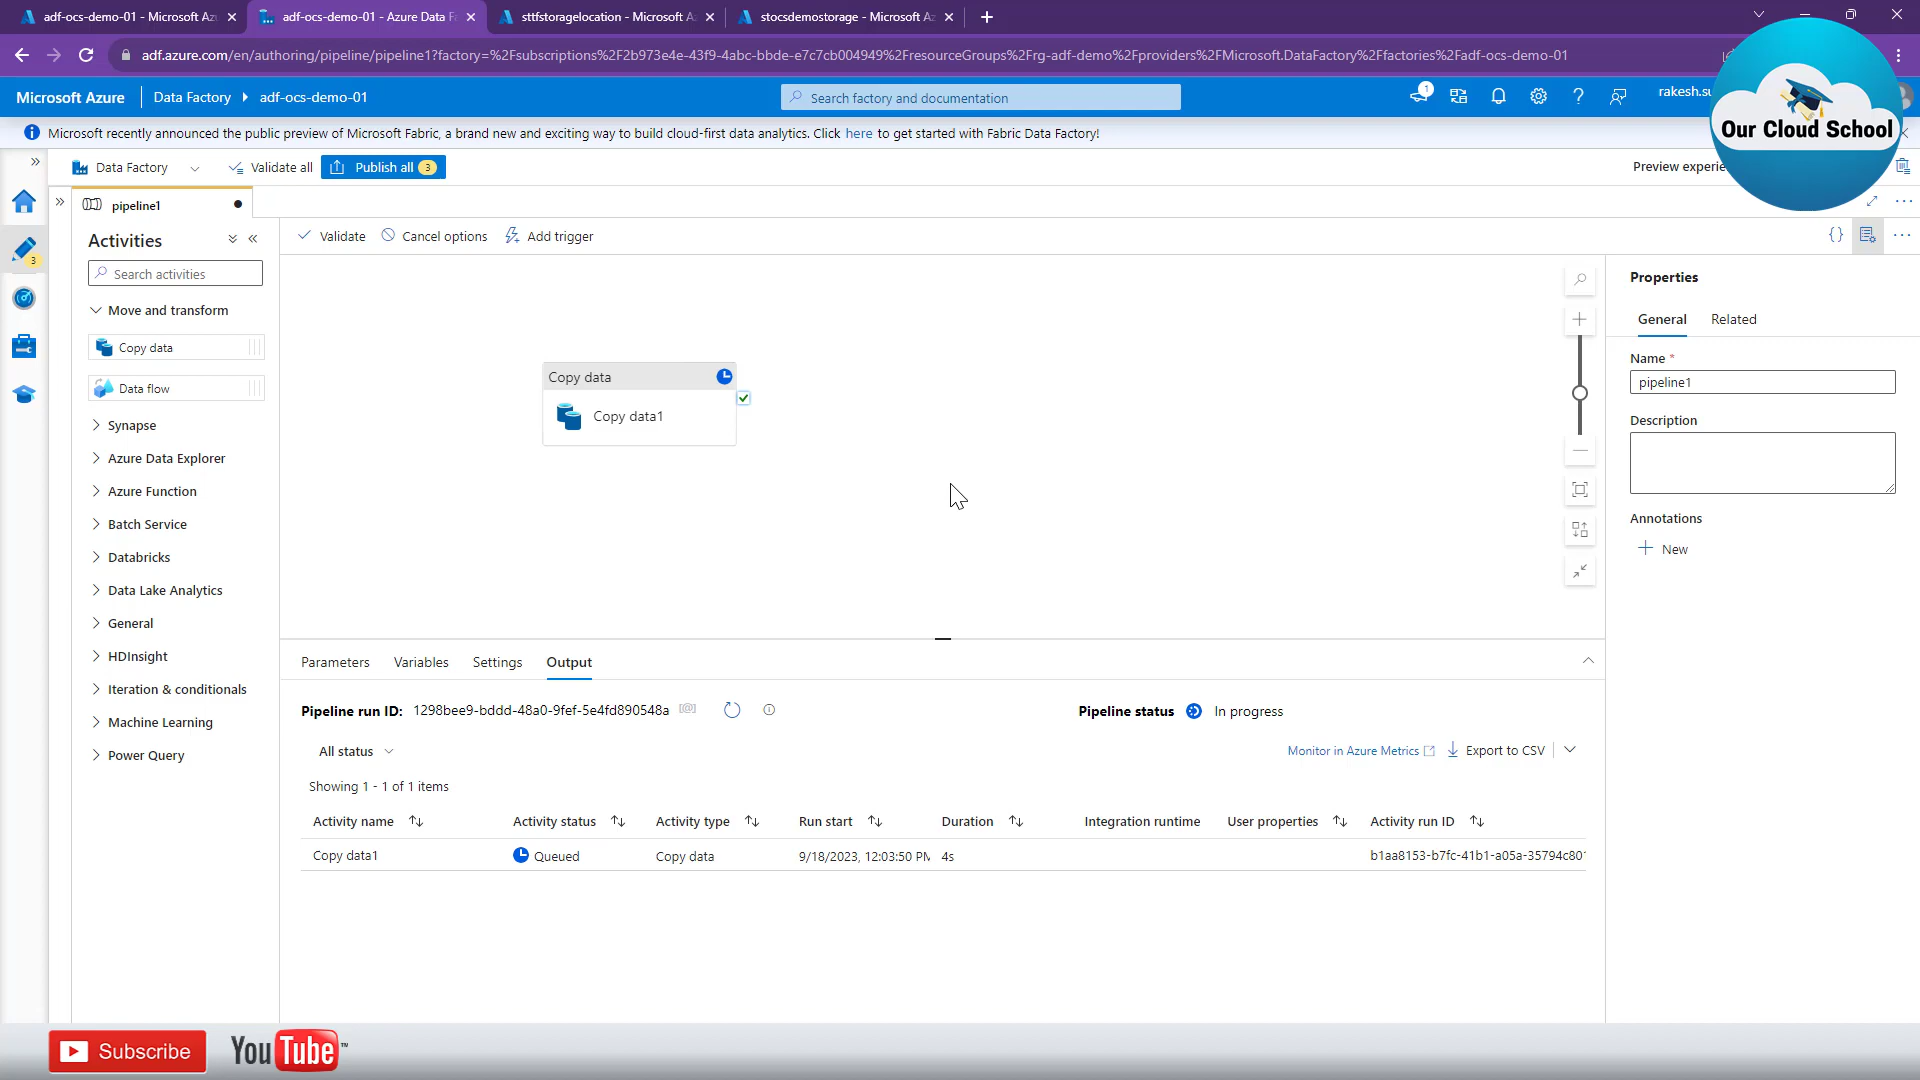 adf-ocs-demo-01 - Microsoft Az
adf-ocs-demo-01 - Azure Data F
sttfstoragelocation - Microsoft A
stocsdemostorage - Microsoft Az
adf.azure.com/en/authoring/pipeline/pipeline1?factory=%2Fsubscriptions%2F2b973e4e-43f9-4abc-bbde-e7c7cb004949%2FresourceGroups%2Frg-adf-demo%2Fproviders%2FMicrosoft.DataFactory%2Ffactories%2Fadf-ocs-demo-01
Microsoft Azure
Data Factory
adf-ocs-demo-01
Search factory and documentation
1
rakesh.su
Our Cloud School
Microsoft recently announced the public preview of Microsoft Fabric, a brand new and exciting way to build cloud-first data analytics. Click here to get started with Fabric Data Factory!
Data Factory
Validate all
Publish all 3
Preview experie
pipeline1
3
Activities
Search activities
Move and transform
Copy data
Data flow
Synapse
Azure Data Explorer
Azure Function
Batch Service
Databricks
Data Lake Analytics
General
HDInsight
Iteration & conditionals
Machine Learning
Power Query
Validate
Cancel options
Add trigger
{}
Copy data
Copy data1
Properties
General
Related
Name *
pipeline1
Description
Annotations
New
Parameters
Variables
Settings
Output
Pipeline run ID: 1298bee9-bddd-48a0-9fef-5e4fd890548a
Pipeline status
In progress
All status
Monitor in Azure Metrics
Export to CSV
Showing 1 - 1 of 1 items
Activity name
Activity status
Activity type
Run start
Duration
Integration runtime
User properties
Activity run ID
Copy data1
Queued
Copy data
9/18/2023, 12:03:50 PM
4s
b1aa8153-b7fc-41b1-a05a-35794c801
Subscribe
YouTube™